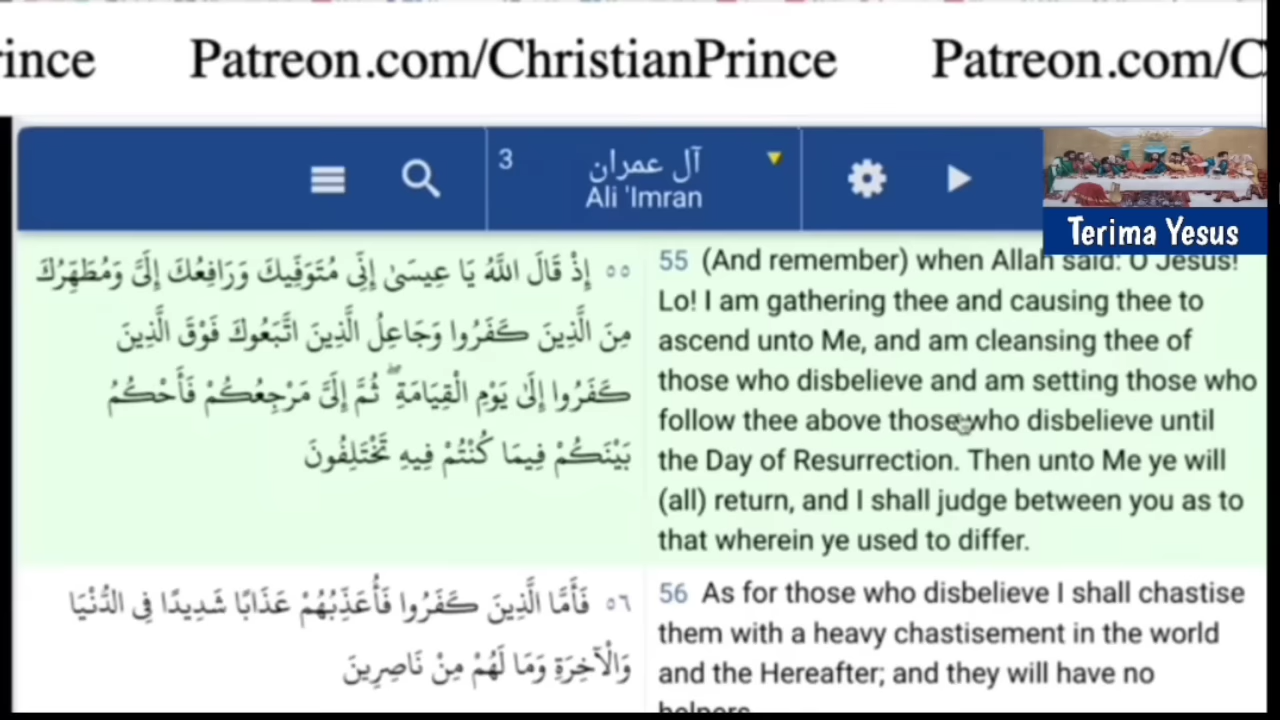 ince Patreon.com/ChristianPrince Patreon.com/C
3 آل عمران
Ali 'Imran
Terima Yesus
٥٥ إِذْ قَالَ اللَّهُ يَا عِيسَىٰ إِنِّي مُتَوَفِّيكَ وَرَافِعُكَ إِلَيَّ وَمُطَهِّرُكَ
مِنَ الَّذِينَ كَفَرُوا وَجَاعِلُ الَّذِينَ اتَّبَعُوكَ فَوْقَ الَّذِينَ
كَفَرُوا إِلَىٰ يَوْمِ الْقِيَامَةِ ۖ ثُمَّ إِلَيَّ مَرْجِعُكُمْ فَأَحْكُمُ
بَيْنَكُمْ فِيمَا كُنْتُمْ فِيهِ تَخْتَلِفُونَ
55 (And remember) when Allah said: O Jesus!
Lo! I am gathering thee and causing thee to
ascend unto Me, and am cleansing thee of
those who disbelieve and am setting those who
follow thee above those who disbelieve until
the Day of Resurrection. Then unto Me ye will
(all) return, and I shall judge between you as to
that wherein ye used to differ.
٥٦ فَأَمَّا الَّذِينَ كَفَرُوا فَأُعَذِّبُهُمْ عَذَابًا شَدِيدًا فِي الدُّنْيَا
وَالْآخِرَةِ وَمَا لَهُمْ مِنْ نَاصِرِينَ
56 As for those who disbelieve I shall chastise
them with a heavy chastisement in the world
and the Hereafter; and they will have no
helpers